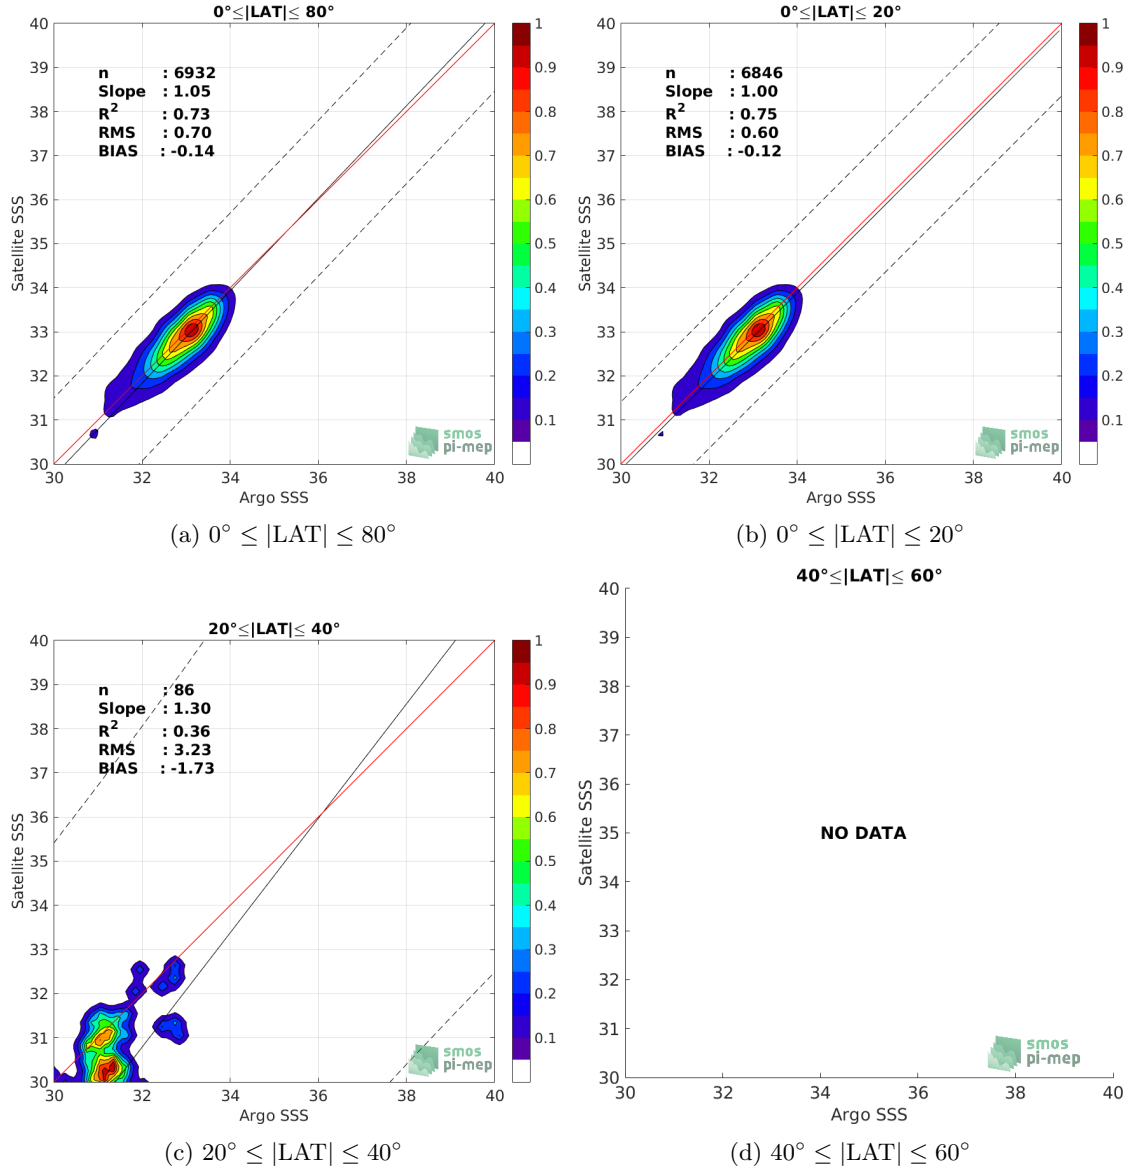 0°≤|LAT|≤ 80°
n : 6932
Slope : 1.05
R2 : 0.73
RMS : 0.70
BIAS : -0.14
40
39
38
37
36
35
34
33
32
31
30
Satellite SSS
30 32 34 36 38 40
Argo SSS
1
0.9
0.8
0.7
0.6
0.5
0.4
0.3
0.2
0.1
smos
pi-mep
(a) 0° ≤ |LAT| ≤ 80°
0°≤|LAT|≤ 20°
n : 6846
Slope : 1.00
R2 : 0.75
RMS : 0.60
BIAS : -0.12
40
39
38
37
36
35
34
33
32
31
30
Satellite SSS
30 32 34 36 38 40
Argo SSS
1
0.9
0.8
0.7
0.6
0.5
0.4
0.3
0.2
0.1
smos
pi-mep
(b) 0° ≤ |LAT| ≤ 20°
20°≤|LAT|≤ 40°
n : 86
Slope : 1.30
R2 : 0.36
RMS : 3.23
BIAS : -1.73
40
39
38
37
36
35
34
33
32
31
30
Satellite SSS
30 32 34 36 38 40
Argo SSS
1
0.9
0.8
0.7
0.6
0.5
0.4
0.3
0.2
0.1
smos
pi-mep
(c) 20° ≤ |LAT| ≤ 40°
40°≤|LAT|≤ 60°
40
39
38
37
36
35
34
33
32
31
30
Satellite SSS
NO DATA
30 32 34 36 38 40
Argo SSS
smos
pi-mep
(d) 40° ≤ |LAT| ≤ 60°